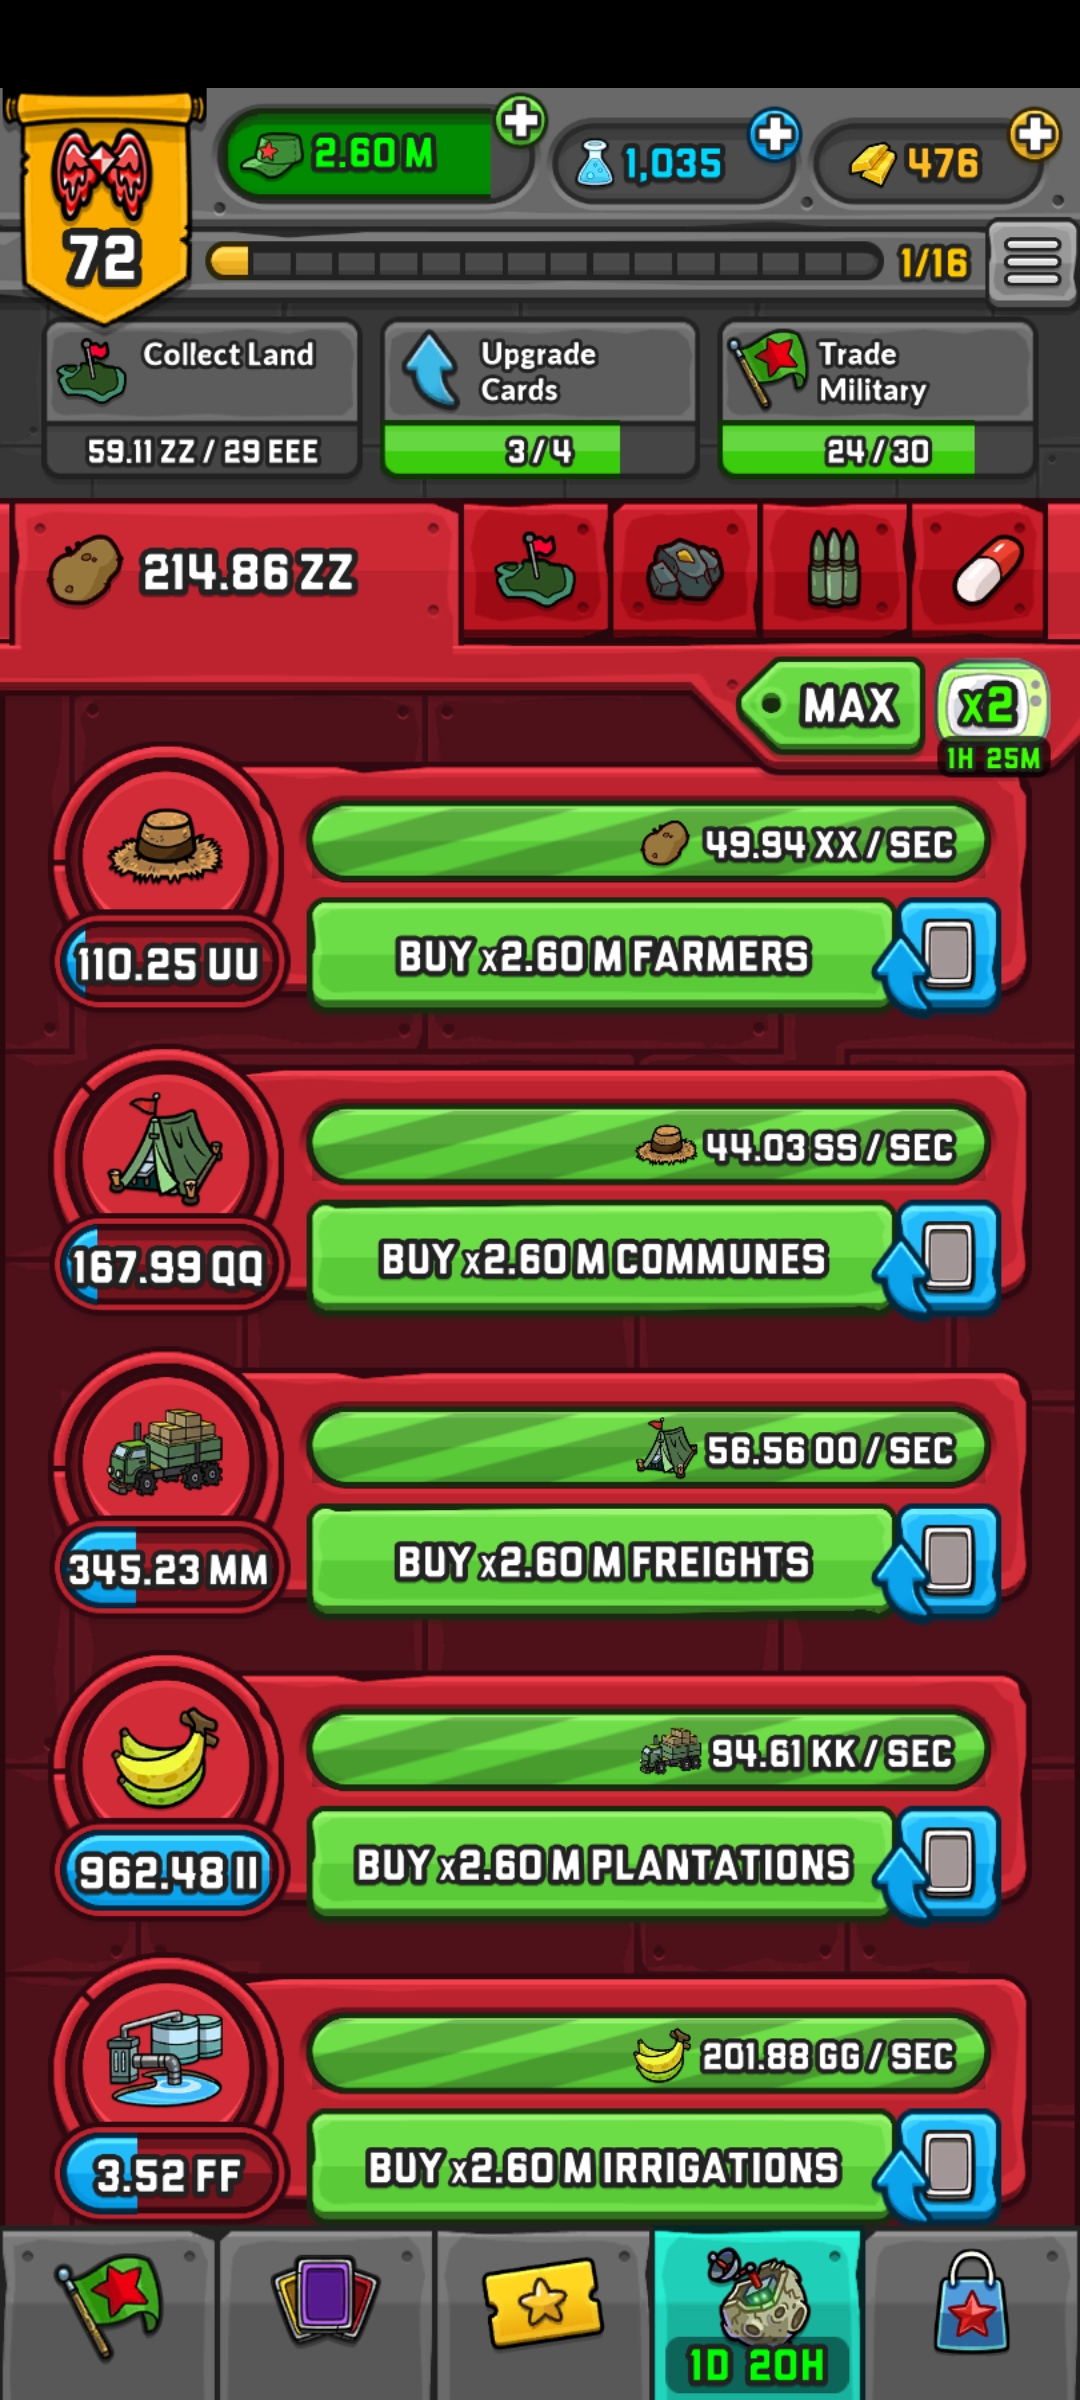 2.60 M
1,035
476
72
1/16
Collect Land
59.11 ZZ / 29 EEE
Upgrade
Cards
3/4
Trade
Military
24/30
214.86 ZZ
MAX
x2
1H 25M
49.94 XX / SEC
110.25 UU
BUY x2.60 M FARMERS
44.03 SS / SEC
167.99 QQ
BUY x2.60 M COMMUNES
56.56 OO / SEC
345.23 MM
BUY x2.60 M FREIGHTS
94.61 KK / SEC
962.48 II
BUY x2.60 M PLANTATIONS
201.88 GG / SEC
3.52 FF
BUY x2.60 M IRRIGATIONS
1D 20H